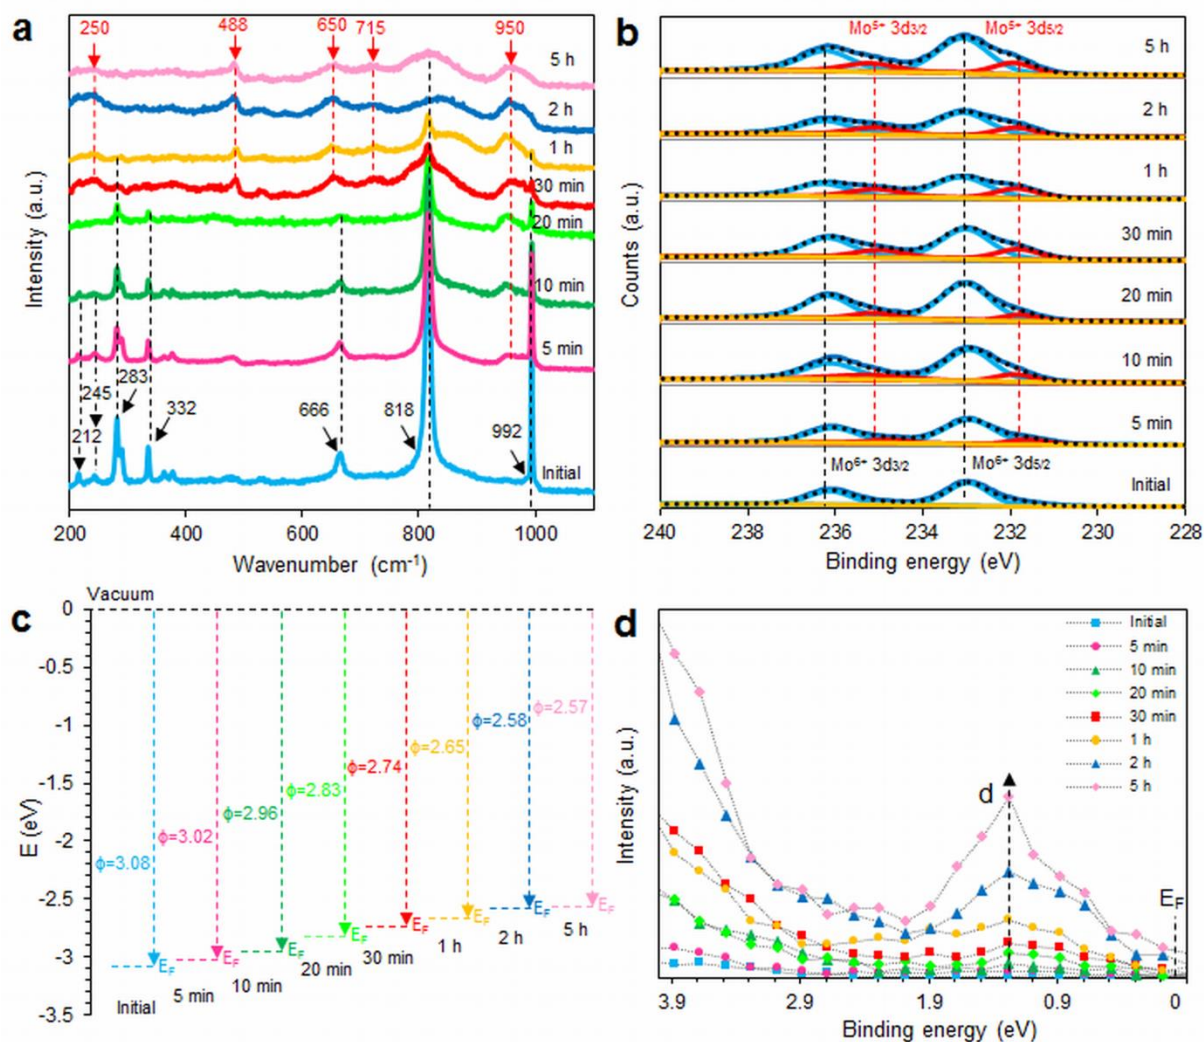 a
250 488 650 715 950
5 h
2 h
1 h
30 min
20 min
10 min
5 min
Initial
212 245 283 332 666 818 992
Intensity (a.u.)
200 400 600 800 1000
Wavenumber (cm⁻¹)
b
Mo⁵⁺ 3d3/2 Mo⁵⁺ 3d5/2
5 h
2 h
1 h
30 min
20 min
10 min
5 min
Mo⁶⁺ 3d3/2 Mo⁶⁺ 3d5/2
Initial
Counts (a.u.)
240 238 236 234 232 230 228
Binding energy (eV)
c
Vacuum
0
-0.5
-1
-1.5
-2
-2.5
-3
-3.5
E (eV)
ϕ=3.08 ϕ=3.02 ϕ=2.96 ϕ=2.83 ϕ=2.74 ϕ=2.65 ϕ=2.58 ϕ=2.57
EF EF EF EF EF EF EF EF
Initial 5 min 10 min 20 min 30 min 1 h 2 h 5 h
d
Initial
5 min
10 min
20 min
30 min
1 h
2 h
5 h
d
EF
Intensity (a.u.)
3.9 2.9 1.9 0.9 0
Binding energy (eV)